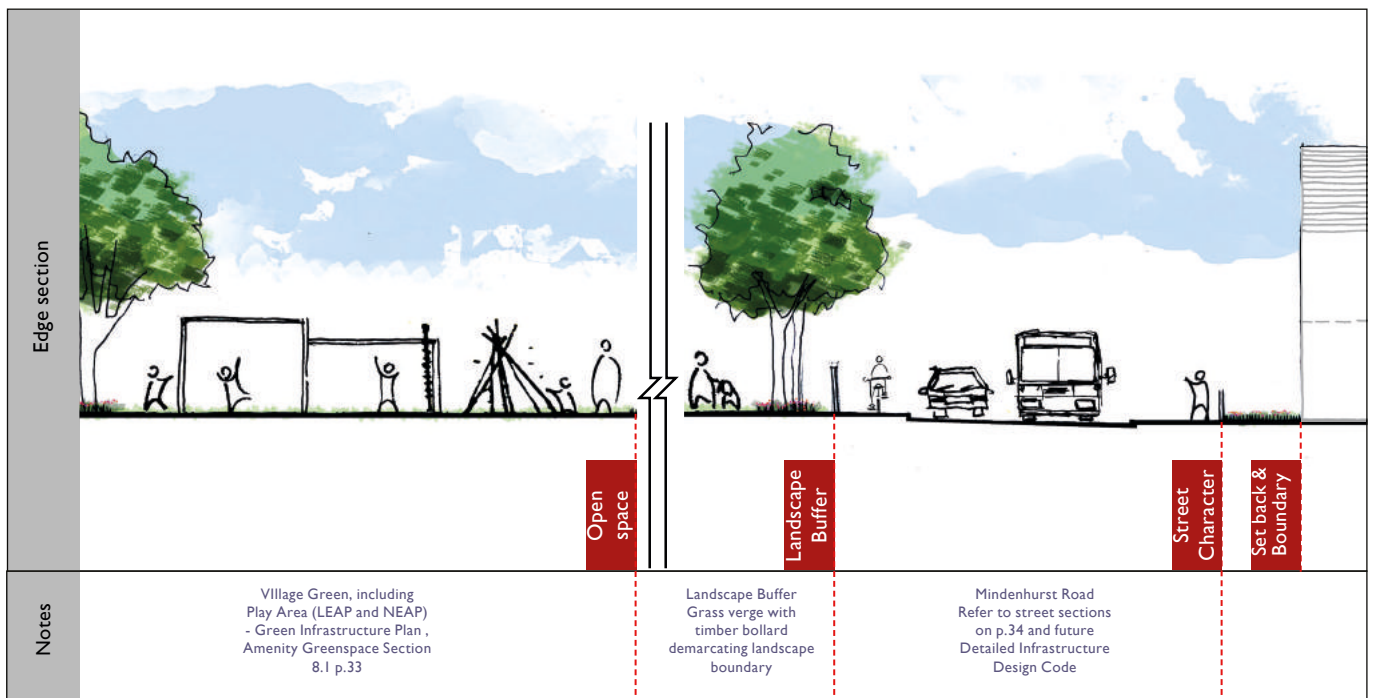 Edge section
Open
space
Landscape
Buffer
Street
Character
Set back &
Boundary
Notes
VIllage Green, including
Play Area (LEAP and NEAP)
- Green Infrastructure Plan ,
Amenity Greenspace Section
8.1 p.33
Landscape Buffer
Grass verge with
timber bollard
demarcating landscape
boundary
Mindenhurst Road
Refer to street sections
on p.34 and future
Detailed Infrastructure
Design Code